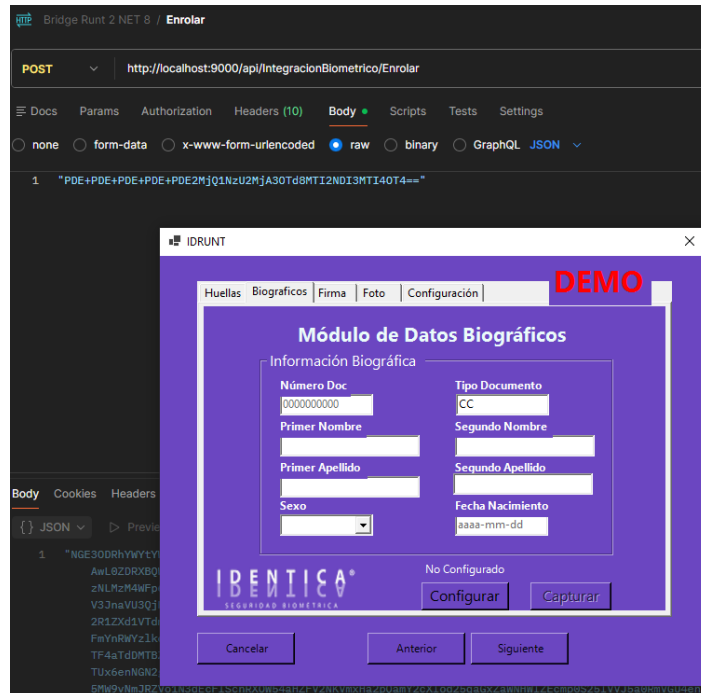 HTTP Bridge Runt 2 NET 8 / Enrolar
POST http://localhost:9000/api/IntegracionBiometrico/Enrolar
Docs Params Authorization Headers (10) Body Scripts Tests Settings
none form-data x-www-form-urlencoded raw binary GraphQL JSON
1 "PDE+PDE+PDE+PDE+PDE2MjQ1NzU2MjA3OTd8MTI2NDI3MTI4OT4=="
IDRUNT
DEMO
Huellas Biograficos Firma Foto Configuración
Módulo de Datos Biográficos
Información Biográfica
Número Doc Tipo Documento
0000000000 CC
Primer Nombre Segundo Nombre
Primer Apellido Segundo Apellido
Sexo Fecha Nacimiento
aaaa-mm-dd
No Configurado
IDENTICA®
SEGURIDAD BIOMÉTRICA
Configurar Capturar
Cancelar Anterior Siguiente
Body Cookies Headers
{} JSON
1